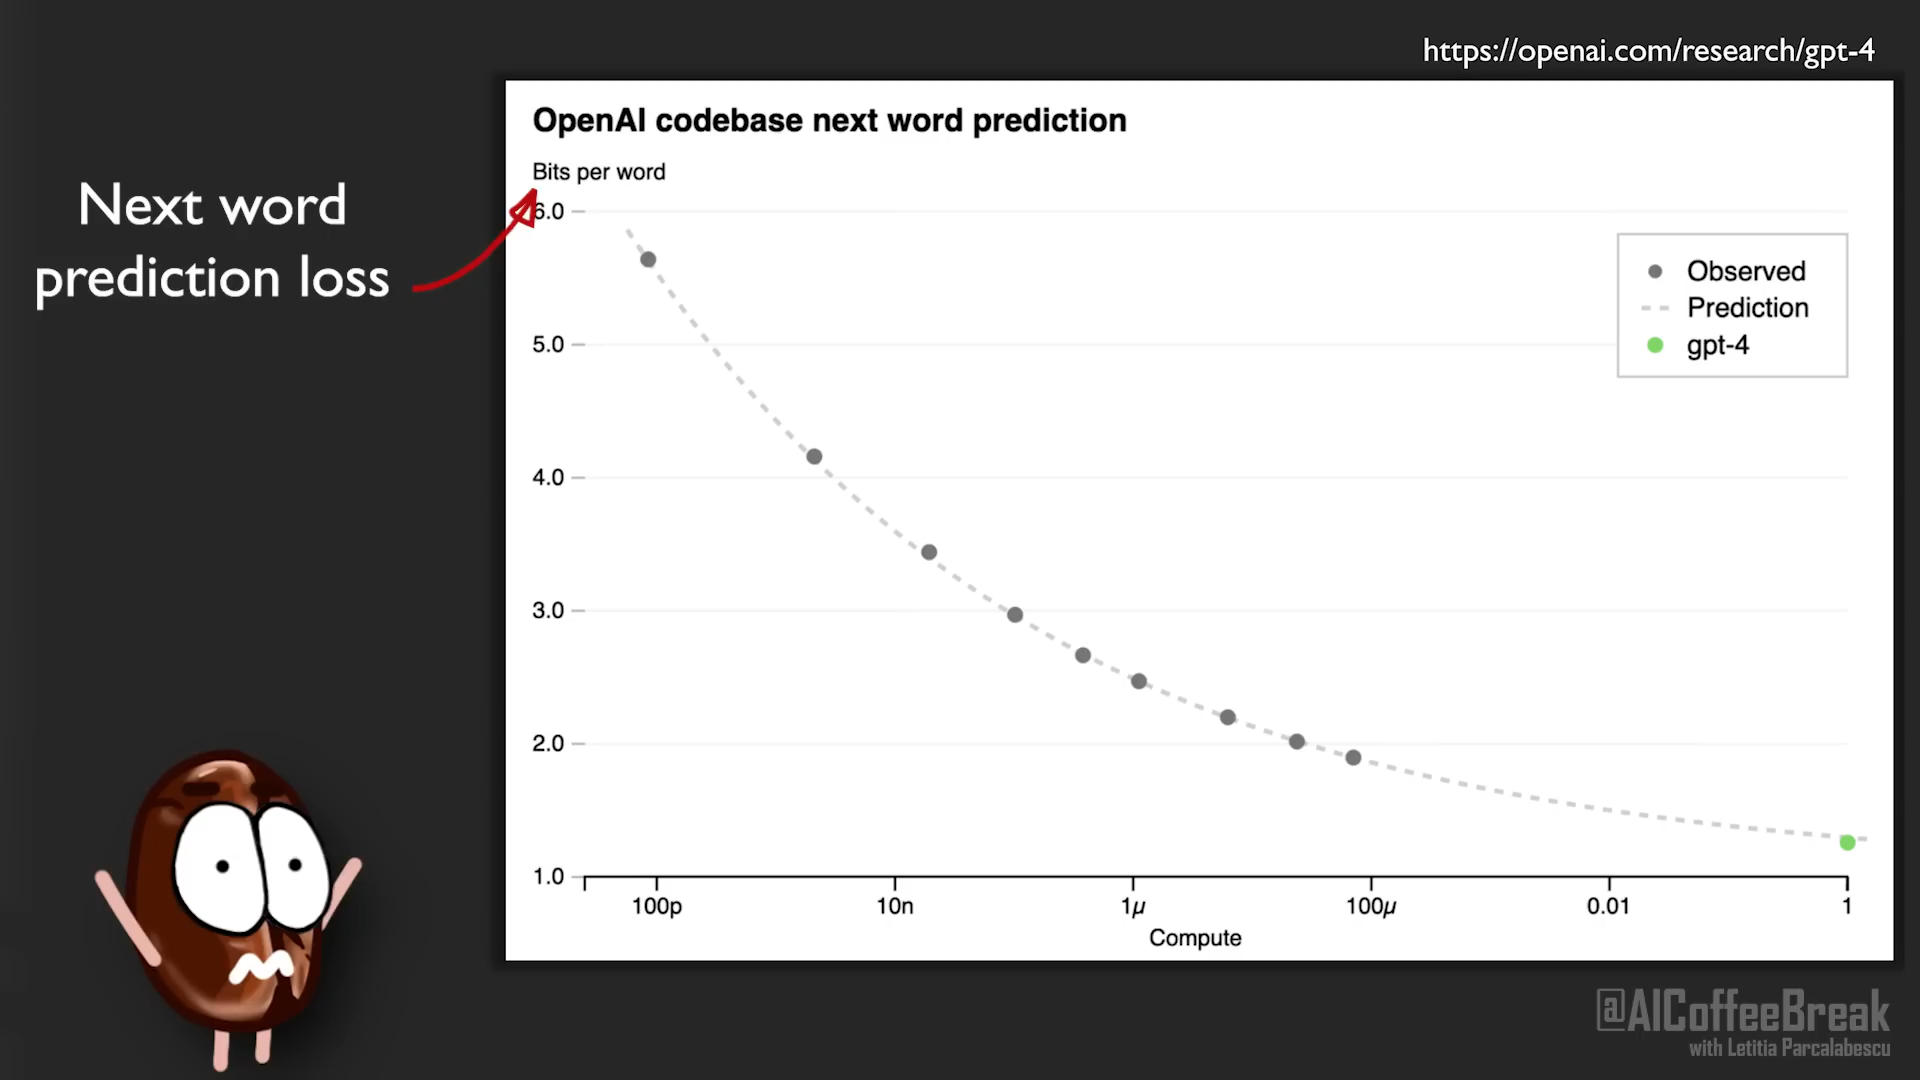 https://openai.com/research/gpt-4
Next word
prediction loss
OpenAI codebase next word prediction
Bits per word
6.0
5.0
4.0
3.0
2.0
1.0
Observed
Prediction
gpt-4
100p
10n
1µ
100µ
0.01
1
Compute
@AICoffeeBreak
with Letitia Parcalabescu